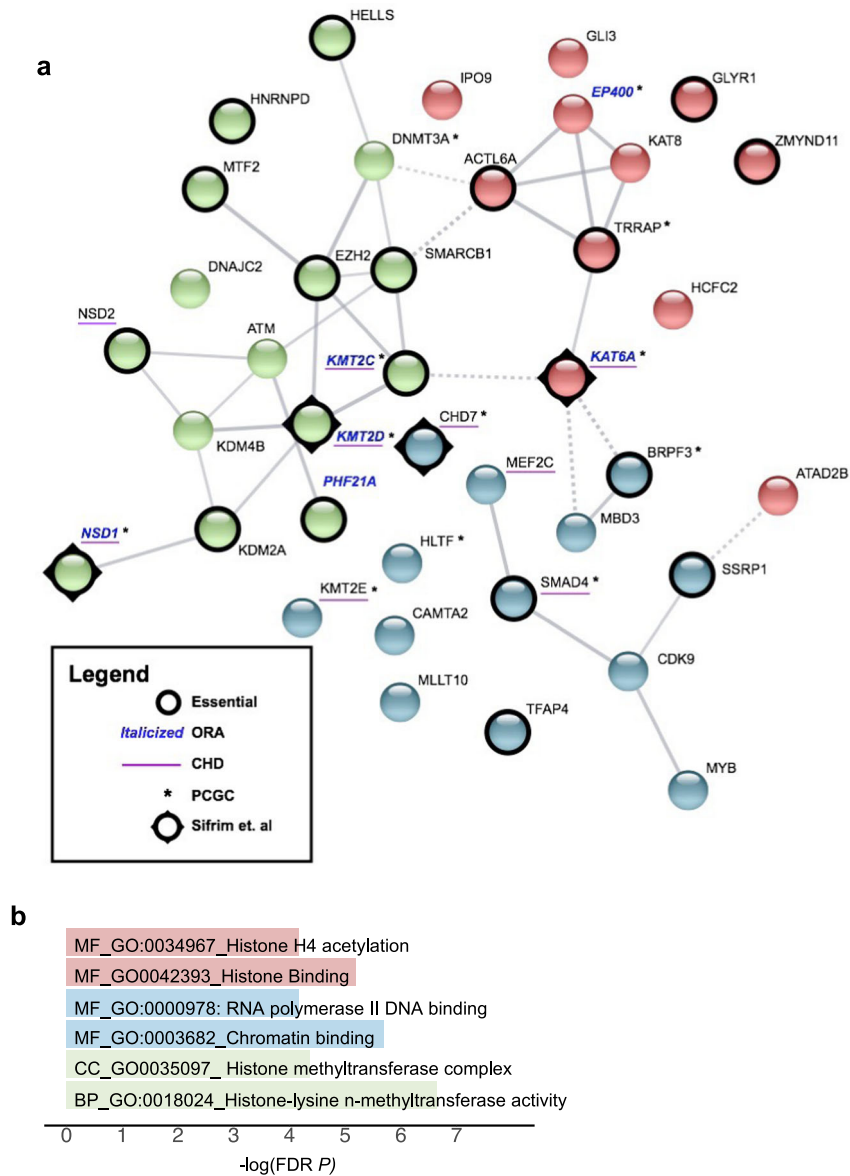 a
HELLS
GLI3
IPO9
EP400 *
GLYR1
HNRNPD
DNMT3A *
KAT8
ZMYND11
ACTL6A
MTF2
TRRAP *
EZH2
SMARCB1
DNAJC2
HCFC2
NSD2
ATM
KMT2C *
KAT6A *
CHD7 *
KMT2D *
KDM4B
BRPF3 *
MEF2C
ATAD2B
PHF21A
MBD3
NSD1 *
KDM2A
HLTF *
SSRP1
SMAD4 *
KMT2E *
CAMTA2
CDK9
MLLT10
TFAP4
MYB
Legend
Essential
Italicized ORA
CHD
* PCGC
Sifrim et. al
b
MF_GO:0034967_Histone H4 acetylation
MF_GO0042393_Histone Binding
MF_GO:0000978: RNA polymerase II DNA binding
MF_GO:0003682_Chromatin binding
CC_GO0035097_ Histone methyltransferase complex
BP_GO:0018024_Histone-lysine n-methyltransferase activity
0 1 2 3 4 5 6 7
-log(FDR P)